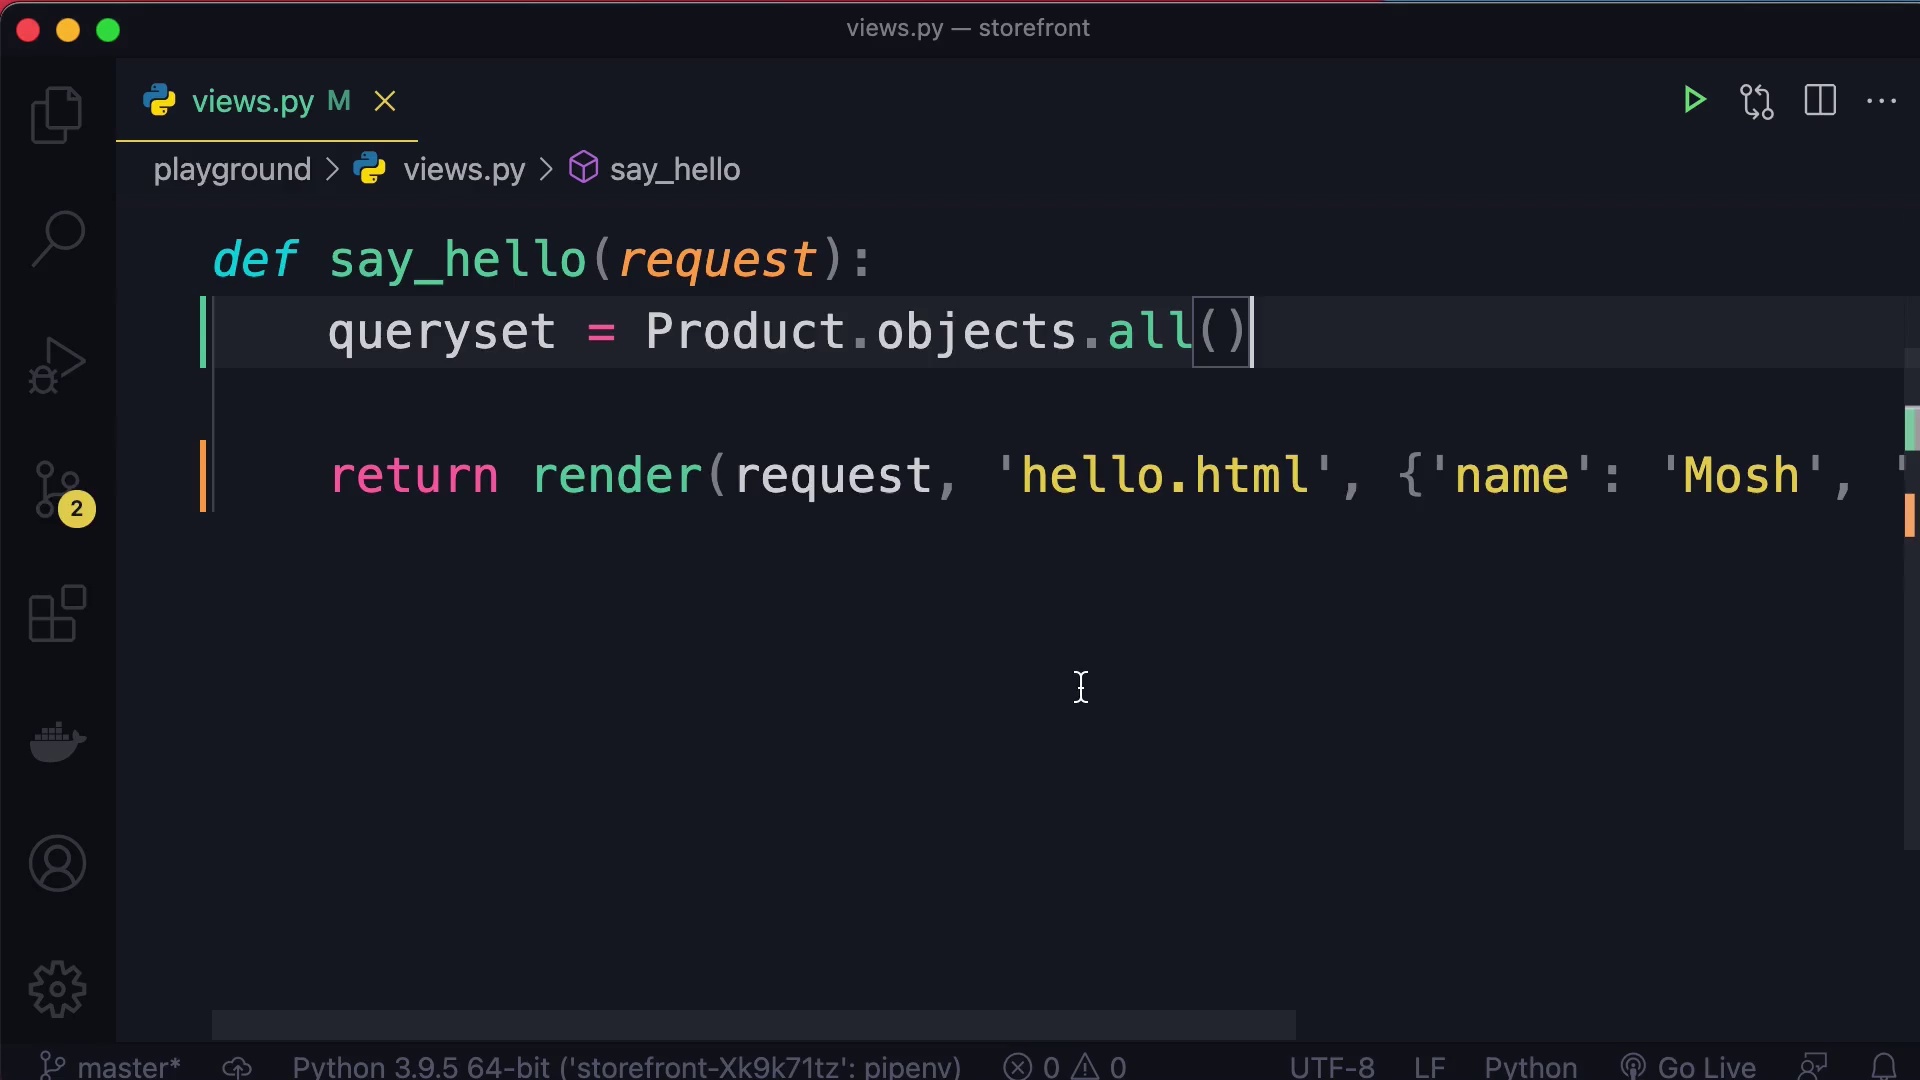 views.py — storefront
views.py M
playground > views.py > say_hello
def say_hello(request):
queryset = Product.objects.all()
return render(request, 'hello.html', {'name': 'Mosh', '
2
master* Python 3.9.5 64-bit ('storefront-Xk9k71tz': pipenv) 0 0 UTF-8 LF Python Go Live